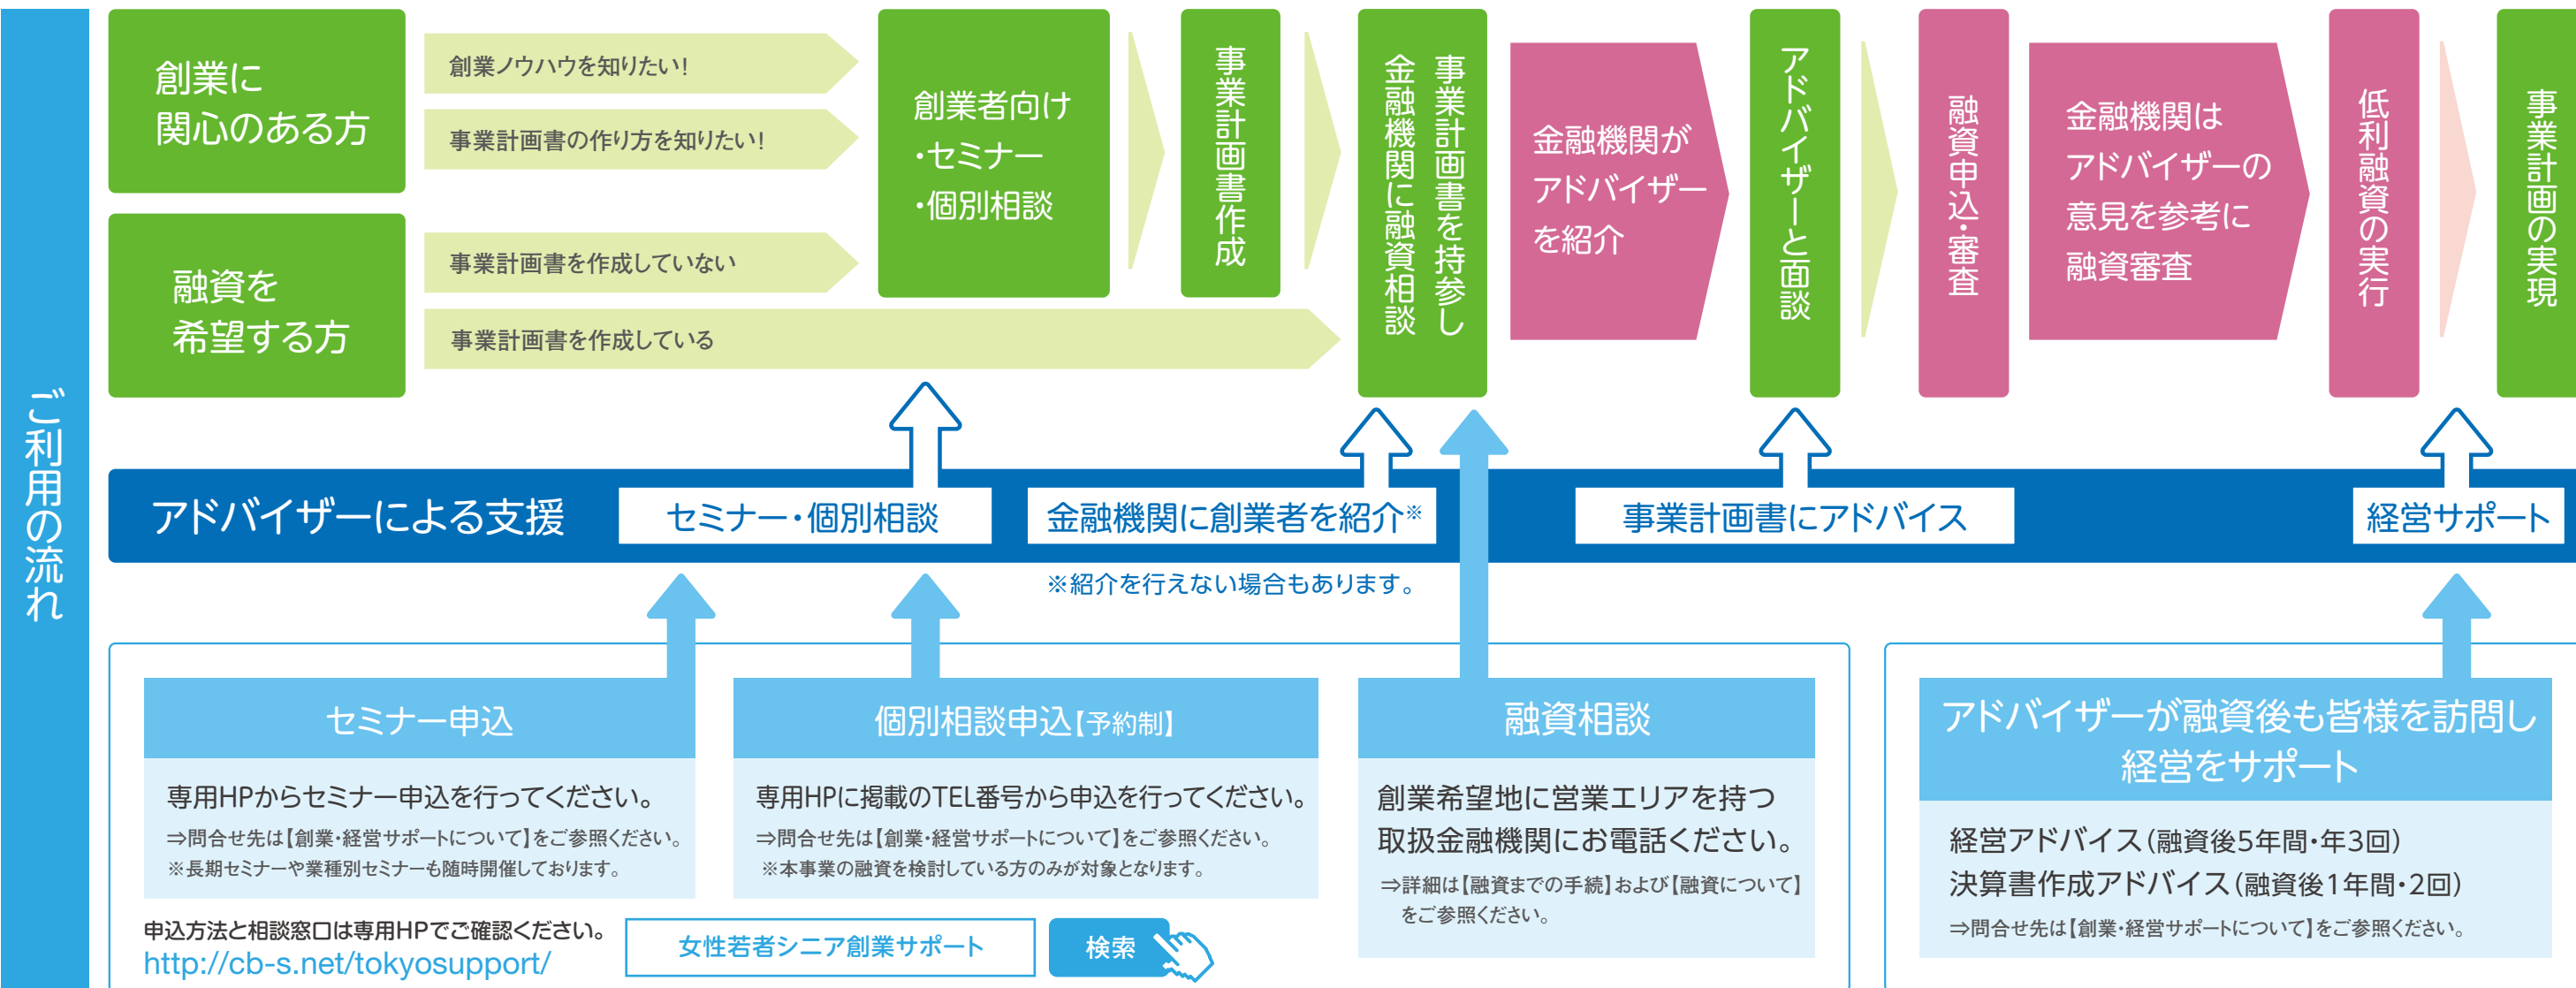 ご利用の流れ
創業に
関心のある方
創業ノウハウを知りたい!
事業計画書の作り方を知りたい!
融資を
希望する方
事業計画書を作成していない
事業計画書を作成している
創業者向け
・セミナー
・個別相談
事業計画書作成
事業計画書を持参し
金融機関に融資相談
金融機関が
アドバイザー
を紹介
アドバイザーと面談
融資申込・審査
金融機関は
アドバイザーの
意見を参考に
融資審査
低利融資の実行
事業計画の実現
アドバイザーによる支援
セミナー・個別相談
金融機関に創業者を紹介※
事業計画書にアドバイス
経営サポート
※紹介を行えない場合もあります。
セミナー申込
専用HPからセミナー申込を行ってください。
⇒問合せ先は【創業・経営サポートについて】をご参照ください。
※長期セミナーや業種別セミナーも随時開催しております。
個別相談申込【予約制】
専用HPに掲載のTEL番号から申込を行ってください。
⇒問合せ先は【創業・経営サポートについて】をご参照ください。
※本事業の融資を検討している方のみが対象となります。
融資相談
創業希望地に営業エリアを持つ
取扱金融機関にお電話ください。
⇒詳細は【融資までの手続】および【融資について】
をご参照ください。
アドバイザーが融資後も皆様を訪問し
経営をサポート
経営アドバイス(融資後5年間・年3回)
決算書作成アドバイス(融資後1年間・2回)
⇒問合せ先は【創業・経営サポートについて】をご参照ください。
申込方法と相談窓口は専用HPでご確認ください。
http://cb-s.net/tokyosupport/
女性若者シニア創業サポート
検索